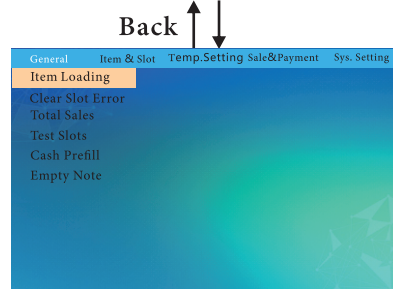 Back
General Item & Slot Temp.Setting Sale&Payment Sys. Setting
Item Loading
Clear Slot Error
Total Sales
Test Slots
Cash Prefill
Empty Note